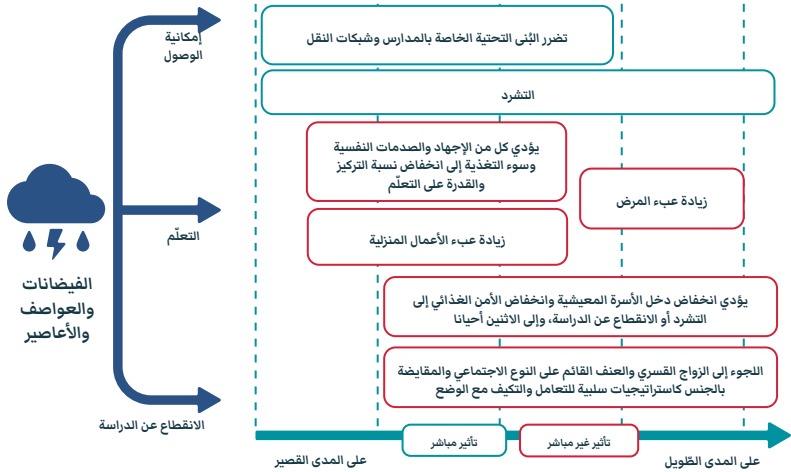 إمكانية
الوصول
تضرر البُنى التحتية الخاصة بالمدارس وشبكات النقل
التشرد
يؤدي كل من الإجهاد والصدمات النفسية
وسوء التغذية إلى انخفاض نسبة التركيز
والقدرة على التعلّم
زيادة عبء المرض
التعلّم
زيادة عبء الأعمال المنزلية
الفيضانات
والعواصف
والأعاصير
يؤدي انخفاض دخل الأسرة المعيشية وانخفاض الأمن الغذائي إلى
التشرد أو الانقطاع عن الدراسة، وإلى الاثنين أحيانا
اللجوء إلى الزواج القسري والعنف القائم على النوع الاجتماعي والمقايضة
بالجنس كاستراتيجيات سلبية للتعامل والتكيف مع الوضع
الانقطاع عن الدراسة
على المدى القصير
تأثير مباشر
تأثير غير مباشر
على المدى الطّويل